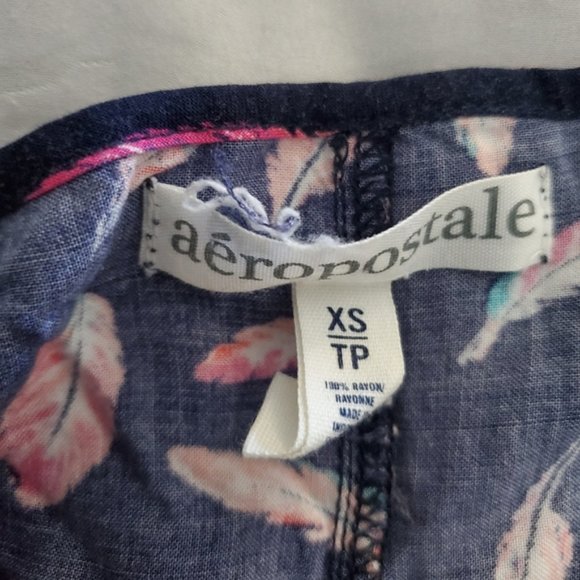 aéropostale
XS
TP
100% RAYON/
RAYONNE
MADE IN